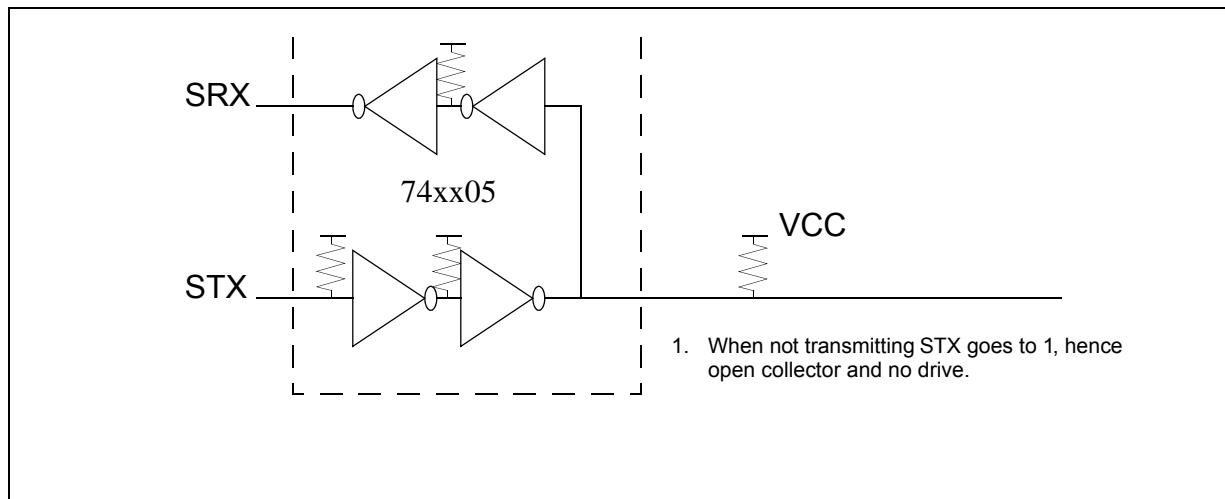 SRX
74xx05
VCC
STX
1. When not transmitting STX goes to 1, hence
open collector and no drive.